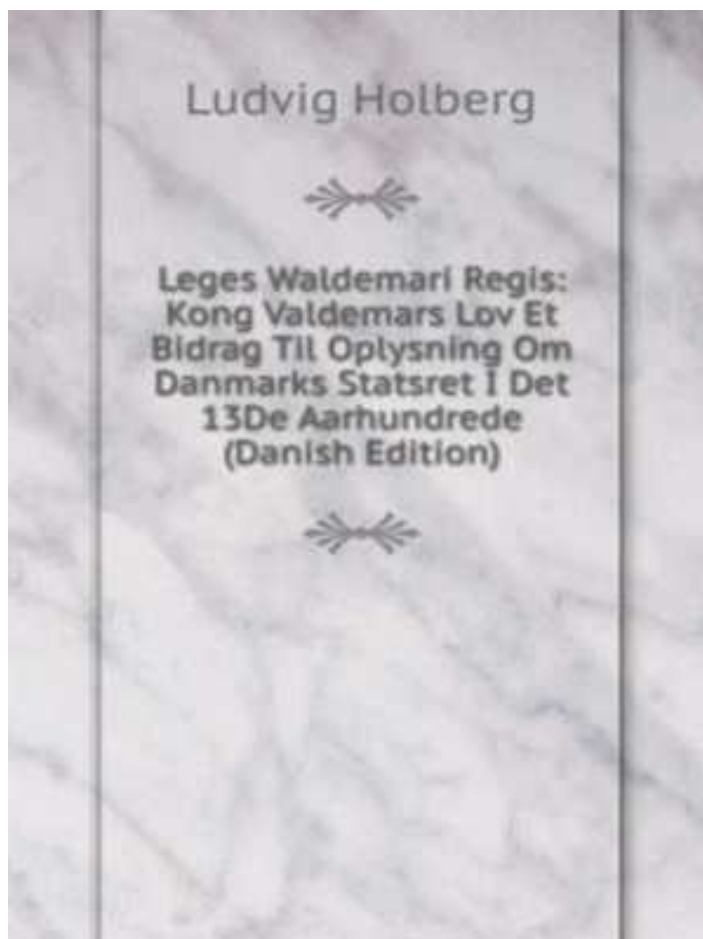 Ludvig Holberg
Leges Waldemari Regis:
Kong Valdemars Lov Et
Bidrag Til Oplysning Om
Danmarks Statsret I Det
13De Aarhundrede
(Danish Edition)